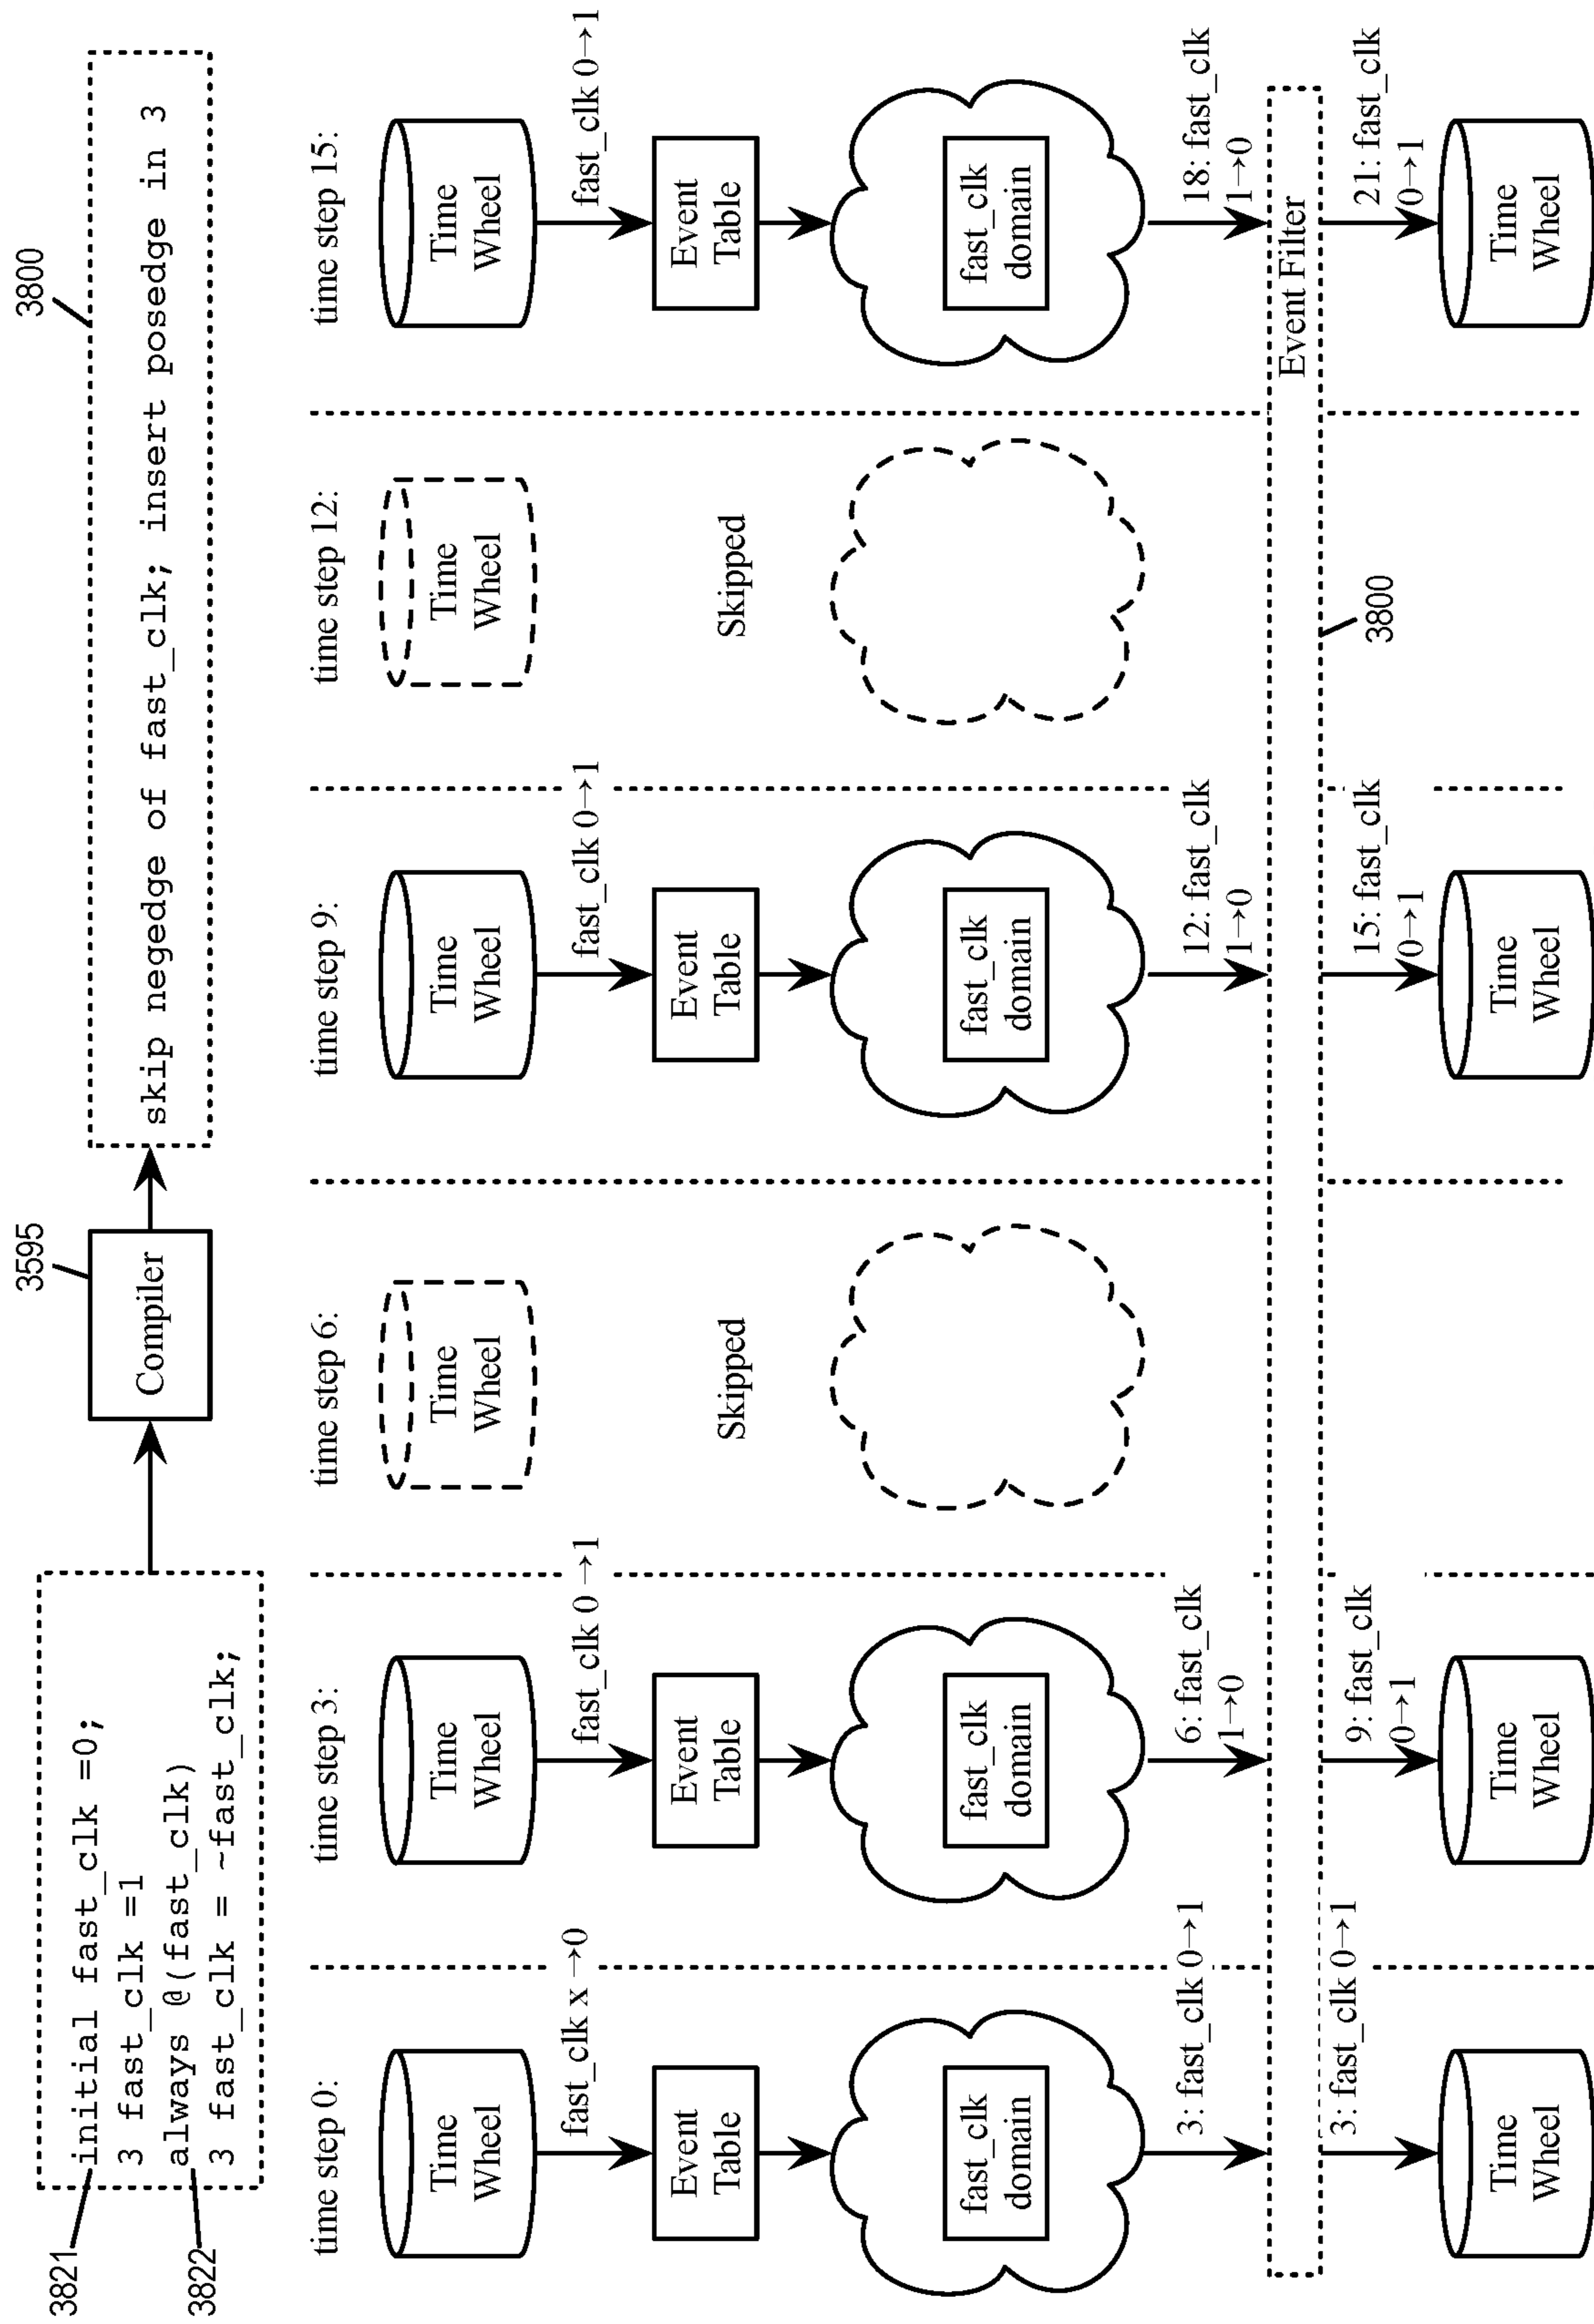 3821
initial fast_clk =0;
3 fast_clk =1
3822
always @(fast_clk)
3 fast_clk = ~fast_clk;
3595
Compiler
3800
skip negedge of fast_clk; insert posedge in 3
time step 0:
Time
Wheel
fast_clk x→0
Event
Table
fast_clk
domain
3: fast_clk 0→1
3: fast_clk 0→1
Time
Wheel
time step 3:
Time
Wheel
fast_clk 0→1
Event
Table
fast_clk
domain
6: fast_clk
1→0
9: fast_clk
0→1
Time
Wheel
time step 6:
Time
Wheel
Skipped
time step 9:
Time
Wheel
fast_clk 0→1
Event
Table
fast_clk
domain
12: fast_clk
1→0
15: fast_clk
0→1
Time
Wheel
time step 12:
Time
Wheel
Skipped
3800
time step 15:
Time
Wheel
fast_clk 0→1
Event
Table
fast_clk
domain
18: fast_clk
1→0
Event Filter
21: fast_clk
0→1
Time
Wheel